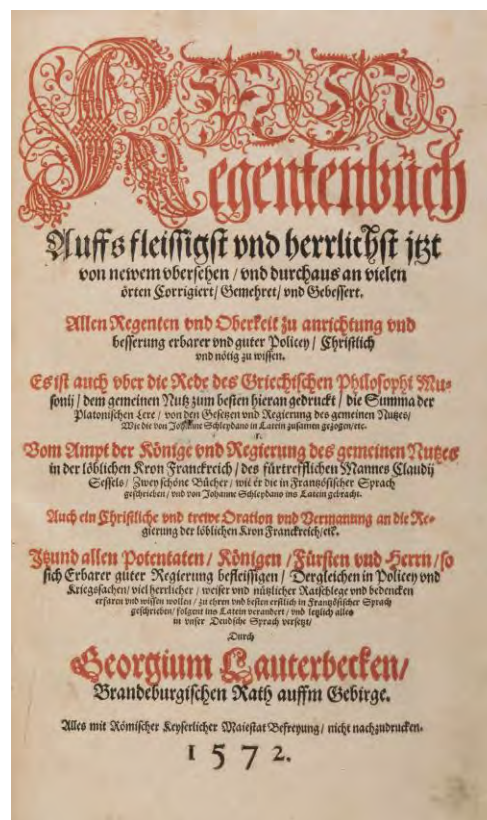 Regentenbüch
Auffs fleissigst vnd herrlichst jtzt
von newem vbersehen / vnd durchaus an vielen
örten Corrigiert / Gemehret / vnd Gebessert.
Allen Regenten vnd Oberkeit zu anrichtung vnd
besserung erbarer vnd guter Policey / Christlich
vnd nötig zu wissen.
Es ist auch vber die Rede des Griechischen Philosophi Mu-
sonij / dem gemeinen Nutz zum besten hieran gedruckt / die Summa der
Platonischen Lere / von den Gesetzen vnd Regierung des gemeinen Nutzes /
Wie die von Johanne Schleydano in Latein zusamen gezogen / etc.
Vom Ampt der Könige vnd Regierung des gemeinen Nutzes
in der löblichen Kron Franckreich / des fürtrefflichen Mannes Claudij
Sessels / Zwey schöne Bücher / wie er die in Frantzösischer Sprach
geschrieben / vnd von Johanne Schleydano ins Latein gebracht.
Auch ein Christliche vnd trewe Oration vnd Vermanung an die Re-
gierung der löblichen Kron Franckreich / etc.
Jtzund allen Potentaten / Königen / Fürsten vnd Herrn / so
sich Erbarer guter Regierung befleissigen / Dergleichen in Policey vnd
Kriegssachen / viel herrlicher / weiser vnd nützlicher Ratschlege vnd bedencken
erfaren vnd wissen wollen / zu ehren vnd besten erstlich in Frantzösischer Sprach
geschrieben / folgent ins Latein verandert / vnd letzlich alles
in vnser Deudsche Sprach versetzt /
Durch
Georgium Lauterbecken /
Brandeburgischen Rath auffm Gebirge.
Alles mit Römischer Keyserlicher Maiestat Befreyung / nicht nachzudrucken.
1572.